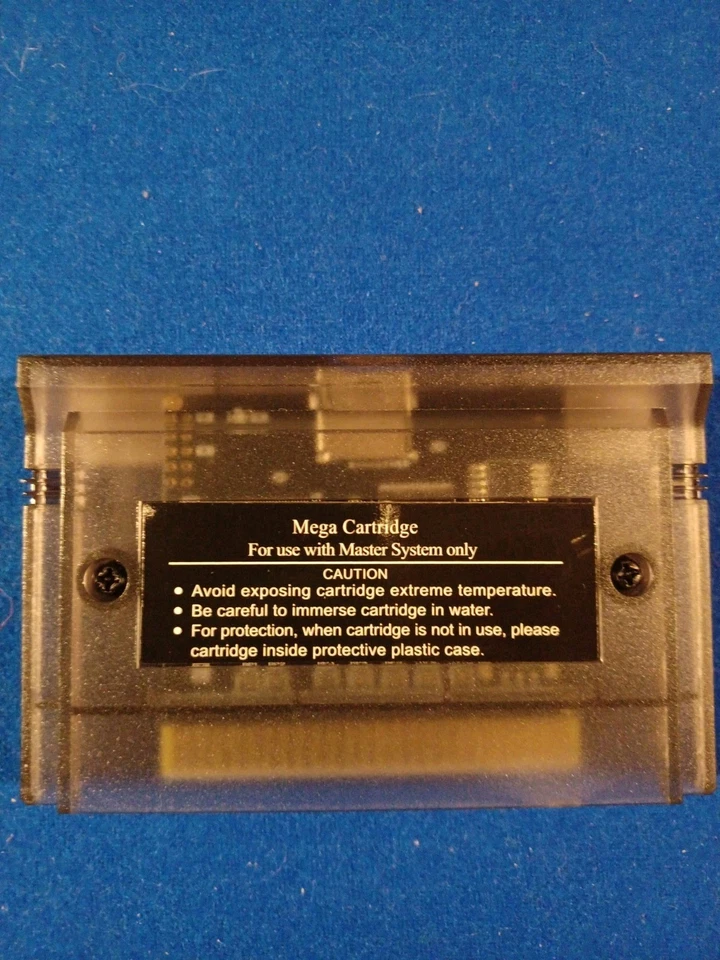 Mega Cartridge
For use with Master System only
CAUTION
• Avoid exposing cartridge extreme temperature.
• Be careful to immerse cartridge in water.
• For protection, when cartridge is not in use, please
cartridge inside protective plastic case.